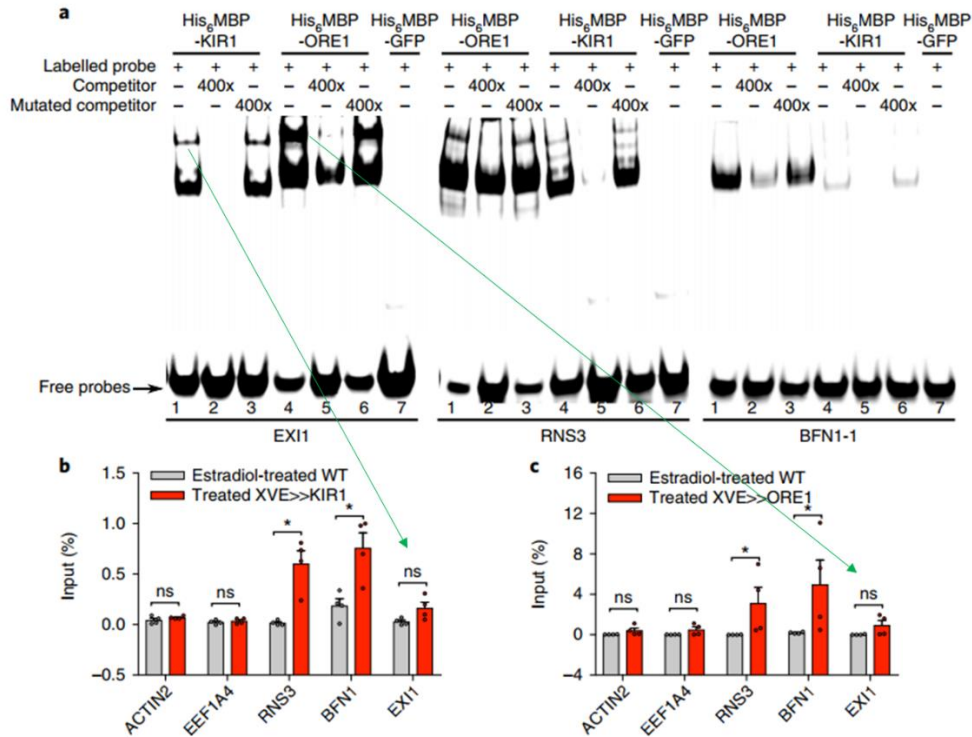 a
His6MBP His6MBP His6MBP His6MBP His6MBP His6MBP His6MBP His6MBP His6MBP
-KIR1 -ORE1 -GFP -ORE1 -KIR1 -GFP -ORE1 -KIR1 -GFP
Labelled probe + + + + + + + + + + + + + + + + + + + + +
Competitor – 400x – – 400x – – – 400x – – 400x – – – 400x – – 400x – –
Mutated competitor – – 400x – – 400x – – – 400x – – 400x – – – 400x – – 400x –
Free probes
1 2 3 4 5 6 7 1 2 3 4 5 6 7 1 2 3 4 5 6 7
EXI1 RNS3 BFN1-1
b
Estradiol-treated WT
Treated XVE>>KIR1
Input (%)
1.5
1.0
0.5
0.0
–0.5
ns ns * * ns
ACTIN2 EEF1A4 RNS3 BFN1 EXI1
c
Estradiol-treated WT
Treated XVE>>ORE1
Input (%)
16
12
8
4
0
–4
ns ns * * ns
ACTIN2 EEF1A4 RNS3 BFN1 EXI1